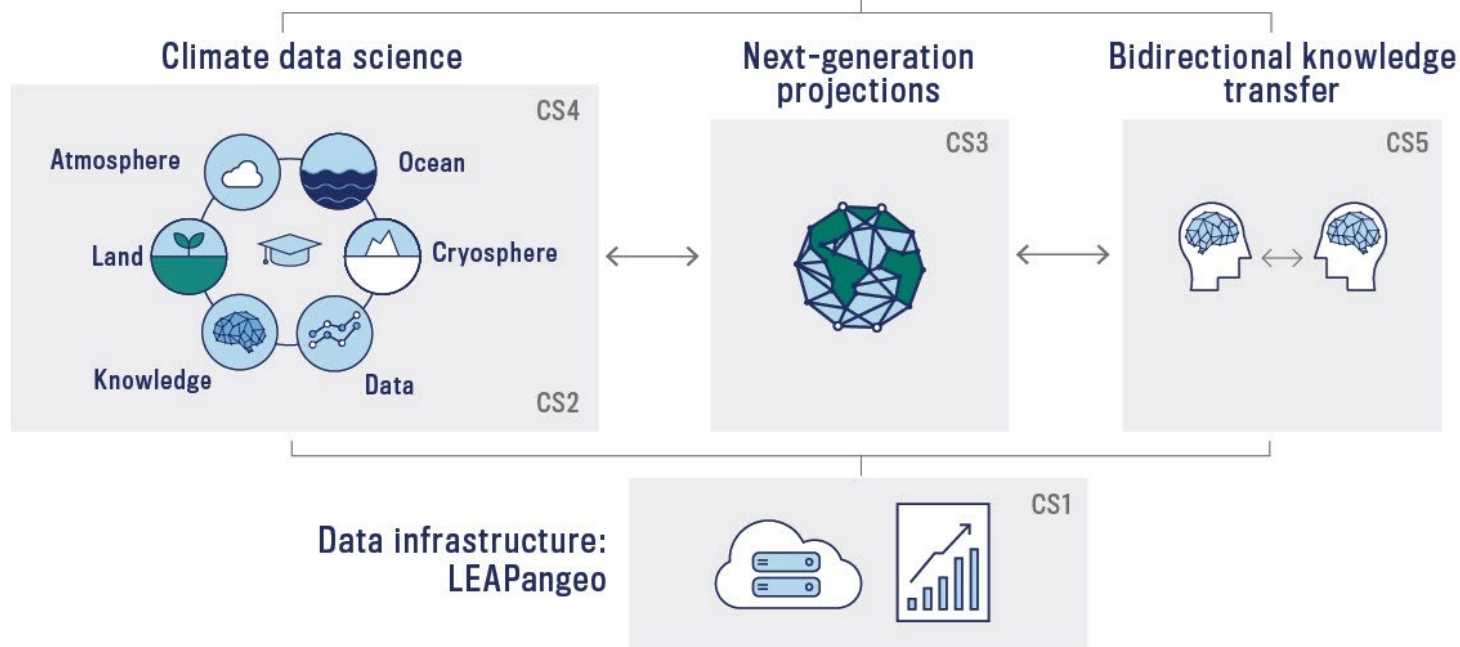 Climate data science
Next-generation
projections
Bidirectional knowledge
transfer
CS4
Atmosphere
Ocean
Land
Cryosphere
Knowledge
Data
CS2
CS3
CS5
Data infrastructure:
LEAPangeo
CS1